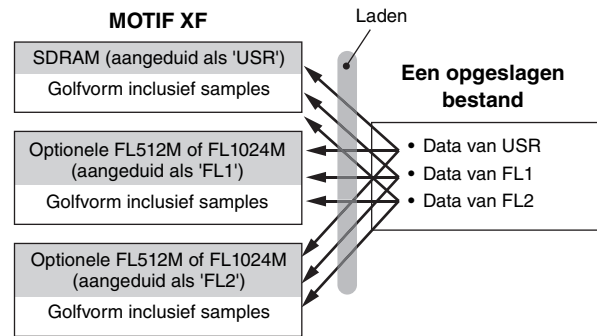 MOTIF XF
Laden
SDRAM (aangeduid als 'USR')
Golfvorm inclusief samples
Optionele FL512M of FL1024M
(aangeduid als 'FL1')
Golfvorm inclusief samples
Optionele FL512M of FL1024M
(aangeduid als 'FL2')
Golfvorm inclusief samples
Een opgeslagen
bestand
• Data van USR
• Data van FL1
• Data van FL2